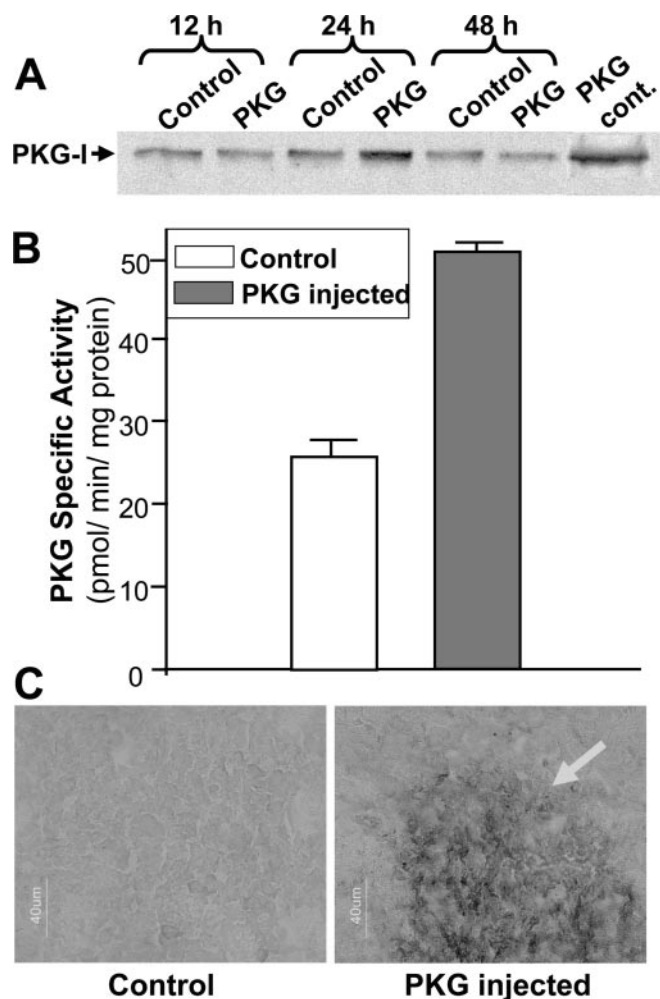 12 h 24 h 48 h
A
Control PKG Control PKG Control PKG PKG cont.
PKG-I
B
Control
PKG injected
PKG Specific Activity
(pmol/ min/ mg protein)
50
40
30
20
10
0
C
40um 40um
Control PKG injected